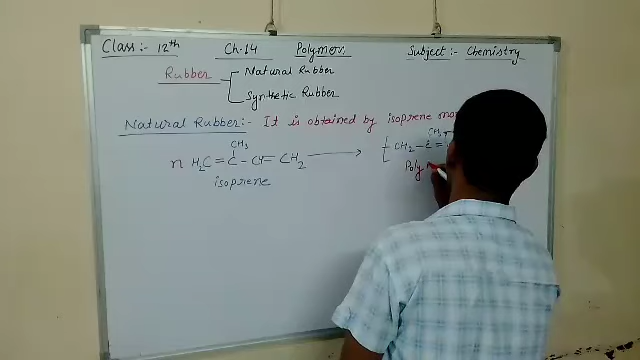 Class:- 12th Ch-14 Polymers. Subject:- Chemistry
Rubber
Natural Rubber
Synthetic Rubber
Natural Rubber:- It is obtained by isoprene
CH3 CH3
n H2C = C - CH = CH2 → CH2 - C =
isoprene Poly